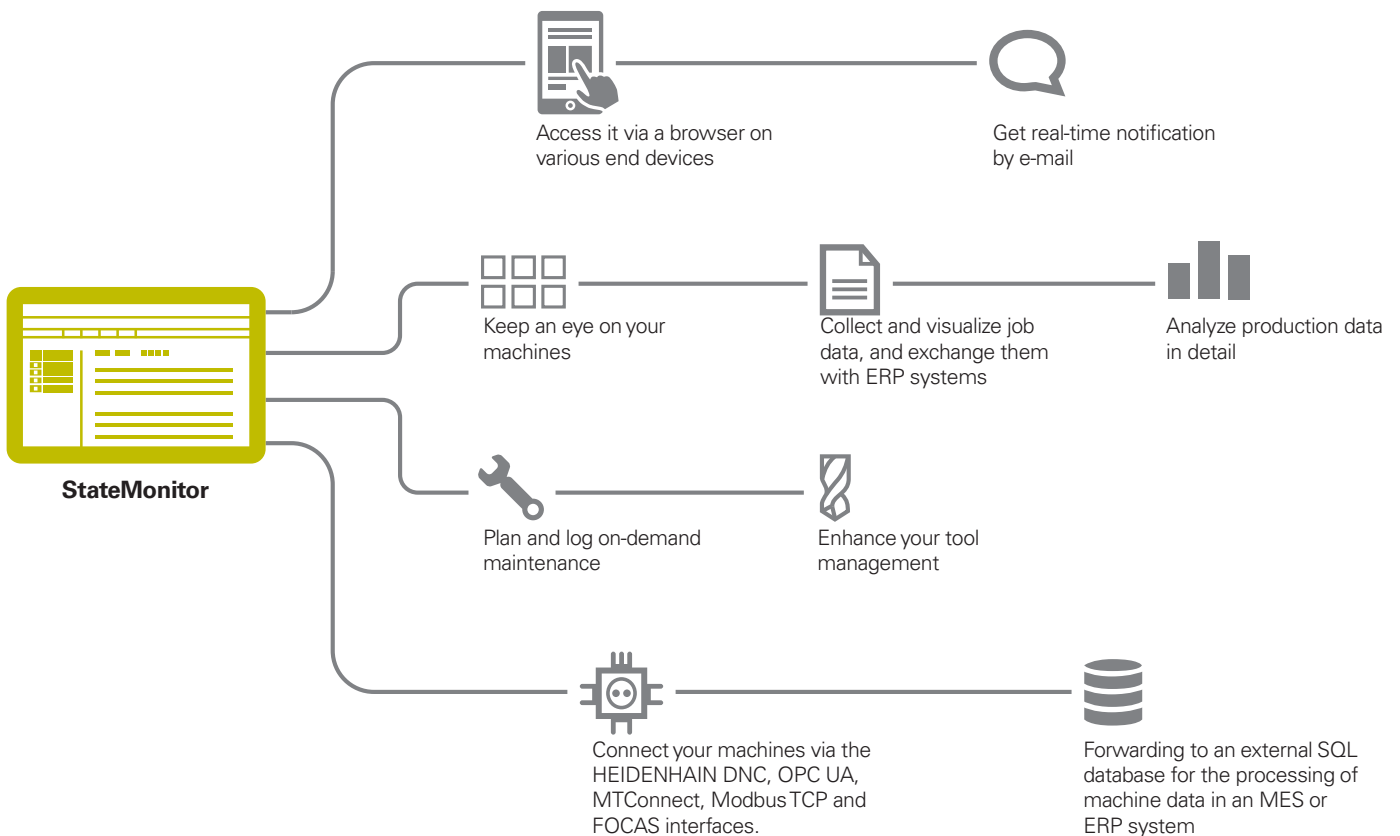 Access it via a browser on
various end devices
Get real-time notification
by e-mail
Keep an eye on your
machines
Collect and visualize job
data, and exchange them
with ERP systems
Analyze production data
in detail
StateMonitor
Plan and log on-demand
maintenance
Enhance your tool
management
Connect your machines via the
HEIDENHAIN DNC, OPC UA,
MTConnect, Modbus TCP and
FOCAS interfaces.
Forwarding to an external SQL
database for the processing of
machine data in an MES or
ERP system